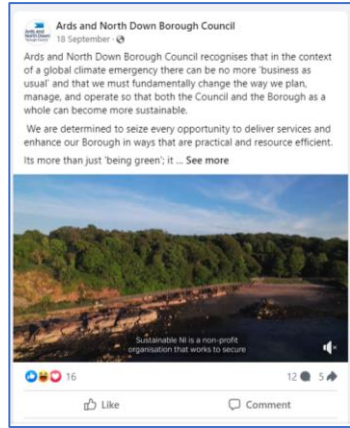 Ards and North Down Borough Council
18 September ·
Ards and North Down Borough Council recognises that in the context
of a global climate emergency there can be no more 'business as
usual' and that we must fundamentally change the way we plan,
manage, and operate so that both the Council and the Borough as a
whole can become more sustainable.
We are determined to seize every opportunity to deliver services and
enhance our Borough in ways that are practical and resource efficient.
Its more than just 'being green'; it ... See more
Sustainable NI is a non-profit
organisation that works to secure
16
12
5
Like
Comment